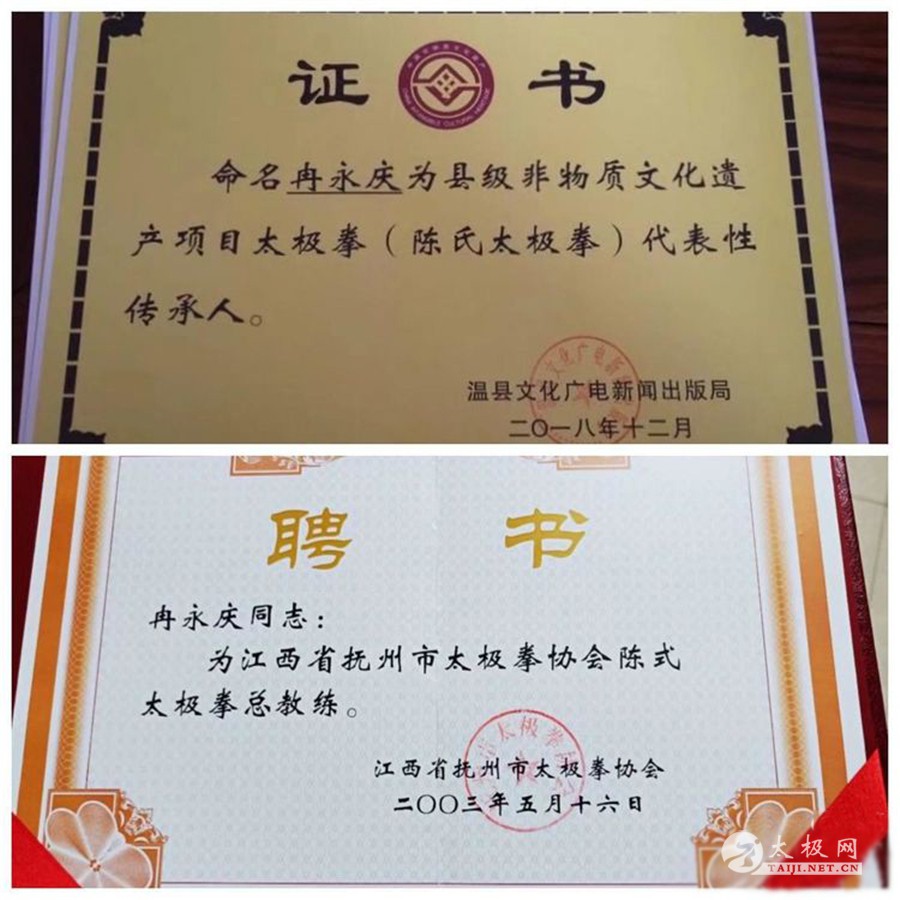 证 书
命名冉永庆为县级非物质文化遗
产项目太极拳（陈氏太极拳）代表性
传承人。
温县文化广电新闻出版局
二〇一八年十二月
聘 书
冉永庆同志：
为江西省抚州市太极拳协会陈式
太极拳总教练。
江西省抚州市太极拳协会
二〇〇三年五月十六日
太极网
TAIJI.NET.CN